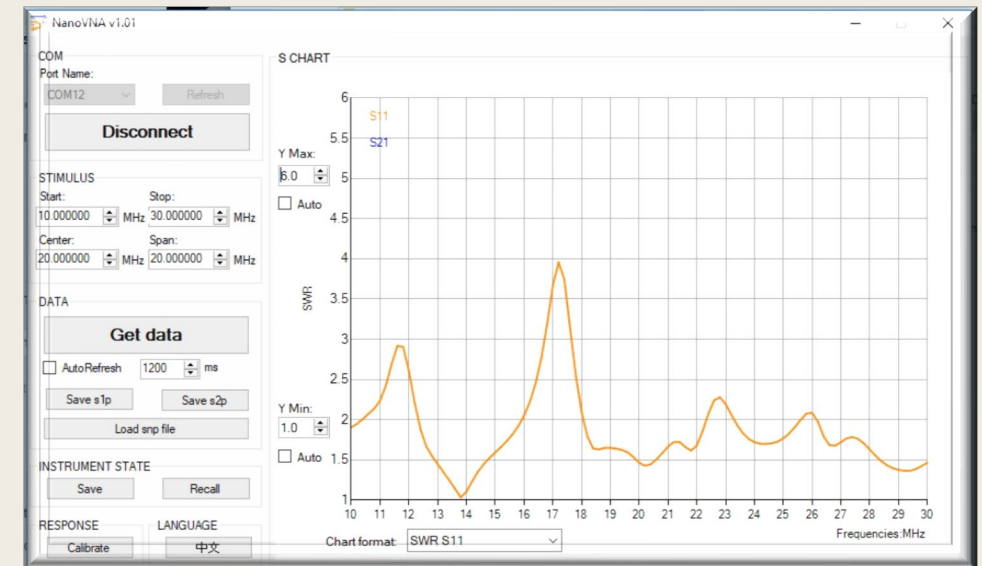 NanoVNA v1.01
COM
Port Name:
COM12
Refresh
Disconnect
STIMULUS
Start:
Stop:
10.000000 MHz 30.000000 MHz
Center:
Span:
20.000000 MHz 20.000000 MHz
DATA
Get data
AutoRefresh 1200 ms
Save s1p
Save s2p
Load snp file
INSTRUMENT STATE
Save
Recall
RESPONSE
Calibrate
LANGUAGE
中文
S CHART
Y Max:
6.0
Auto
Y Min:
1.0
Auto
SWR
S11
S21
6
5.5
5
4.5
4
3.5
3
2.5
2
1.5
1
10 11 12 13 14 15 16 17 18 19 20 21 22 23 24 25 26 27 28 29 30
Frequencies:MHz
Chart format: SWR S11